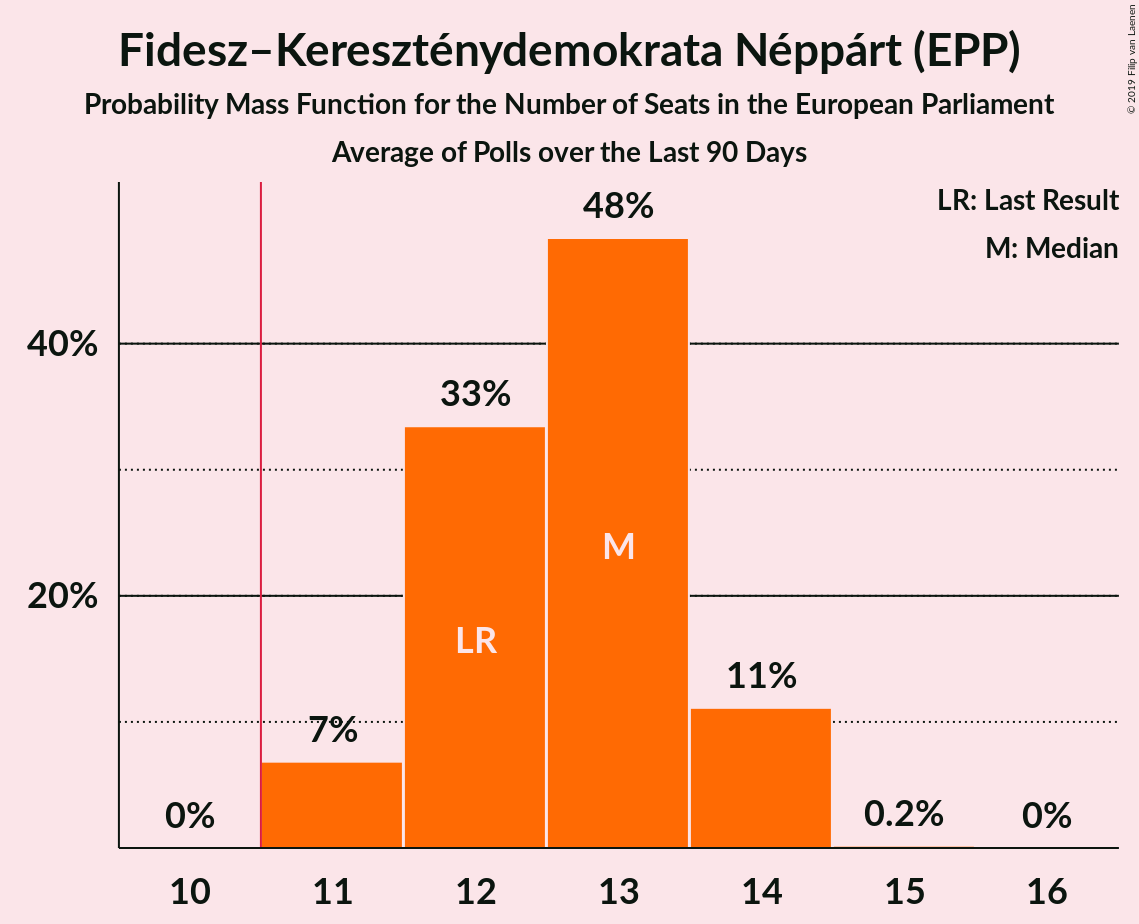 Fidesz–Kereszténydemokrata Néppárt (EPP)
Probability Mass Function for the Number of Seats in the European Parliament
Average of Polls over the Last 90 Days
© 2019 Filip van Laenen
LR: Last Result
M: Median
48%
40%
33%
M
20%
LR
11%
7%
0%
0.2%
0%
10 11 12 13 14 15 16